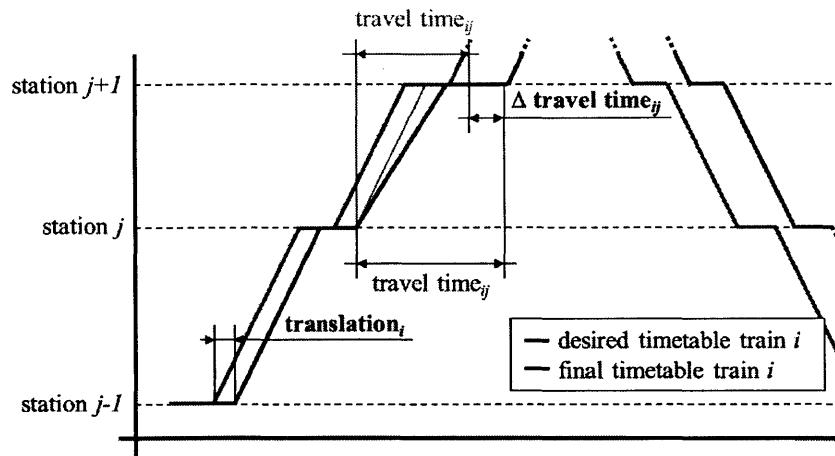 travel time_ij
station j+1
Δ travel time_ij
station j
travel time_ij
translation_i
desired timetable train i
final timetable train i
station j-1